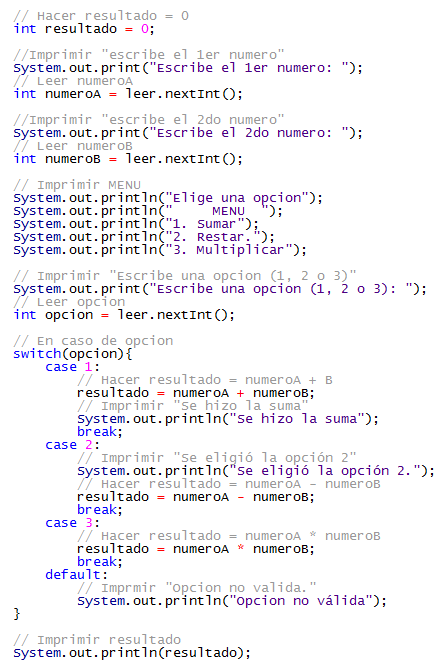 // Hacer resultado = 0
int resultado = 0;

//Imprimir "escribe el 1er numero"
System.out.print("Escribe el 1er numero: ");
// Leer numeroA
int numeroA = leer.nextInt();

//Imprimir "escribe el 2do numero"
System.out.print("Escribe el 2do numero: ");
// Leer numeroB
int numeroB = leer.nextInt();

// Imprimir MENU
System.out.println("Elige una opcion");
System.out.println("     MENU  ");
System.out.println("1. Sumar");
System.out.println("2. Restar.");
System.out.println("3. Multiplicar");

// Imprimir "Escribe una opcion (1, 2 o 3)"
System.out.print("Escribe una opcion (1, 2 o 3): ");
// Leer opcion
int opcion = leer.nextInt();

// En caso de opcion
switch(opcion){
    case 1:
        // Hacer resultado = numeroA + B
        resultado = numeroA + numeroB;
        // Imprimir "Se hizo la suma"
        System.out.println("Se hizo la suma");
        break;
    case 2:
        // Imprimir "Se eligió la opción 2"
        System.out.println("Se eligió la opción 2.");
        // Hacer resultado = numeroA - numeroB
        resultado = numeroA - numeroB;
        break;
    case 3:
        // Hacer resultado = numeroA * numeroB
        resultado = numeroA * numeroB;
        break;
    default:
        // Imprmir "Opcion no valida."
        System.out.println("Opcion no válida");
}

// Imprimir resultado
System.out.println(resultado);